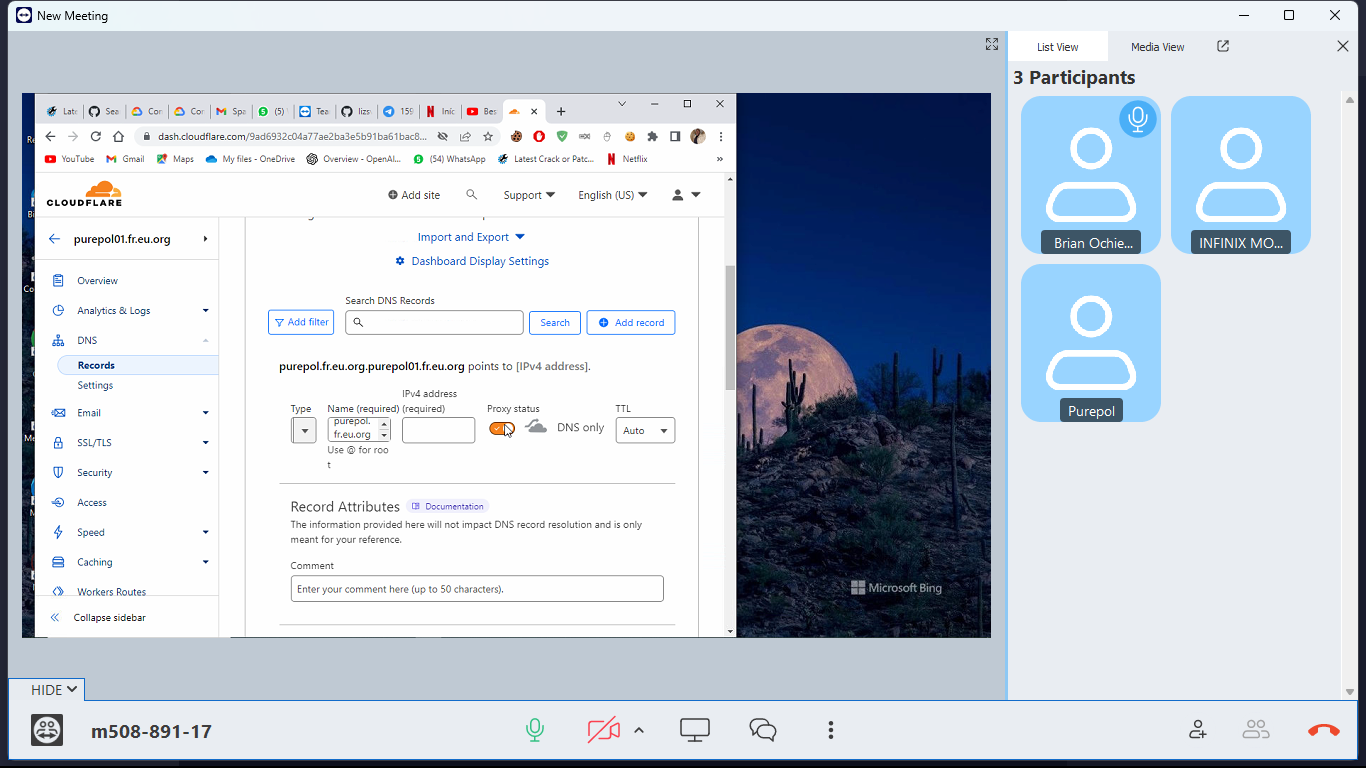 New Meeting
List View
Media View
3 Participants
Brian Ochie...
INFINIX MO...
Purepol
Late
Sea
Cor
Cor
Spa
(5)
Tea
lizs
159
Inic
Bes
dash.cloudflare.com/9ad6932c04a77ae2ba3e5b91ba61bac8...
YouTube
Gmail
Maps
My files - OneDrive
Overview - OpenAI...
(54) WhatsApp
Latest Crack or Patc...
Netflix
»
CLOUDFLARE
Add site
Support
English (US)
purepol01.fr.eu.org
Overview
Analytics & Logs
DNS
Records
Settings
Email
SSL/TLS
Security
Access
Speed
Caching
Workers Routes
Collapse sidebar
Import and Export
Dashboard Display Settings
Search DNS Records
Add filter
Search
Add record
purepol.fr.eu.org.purepol01.fr.eu.org points to [IPv4 address].
Type
Name (required)
IPv4 address
(required)
Proxy status
TTL
purepol.
fr.eu.org
DNS only
Auto
Use @ for roo
t
Record Attributes
Documentation
The information provided here will not impact DNS record resolution and is only
meant for your reference.
Comment
Enter your comment here (up to 50 characters).
Microsoft Bing
HIDE
m508-891-17